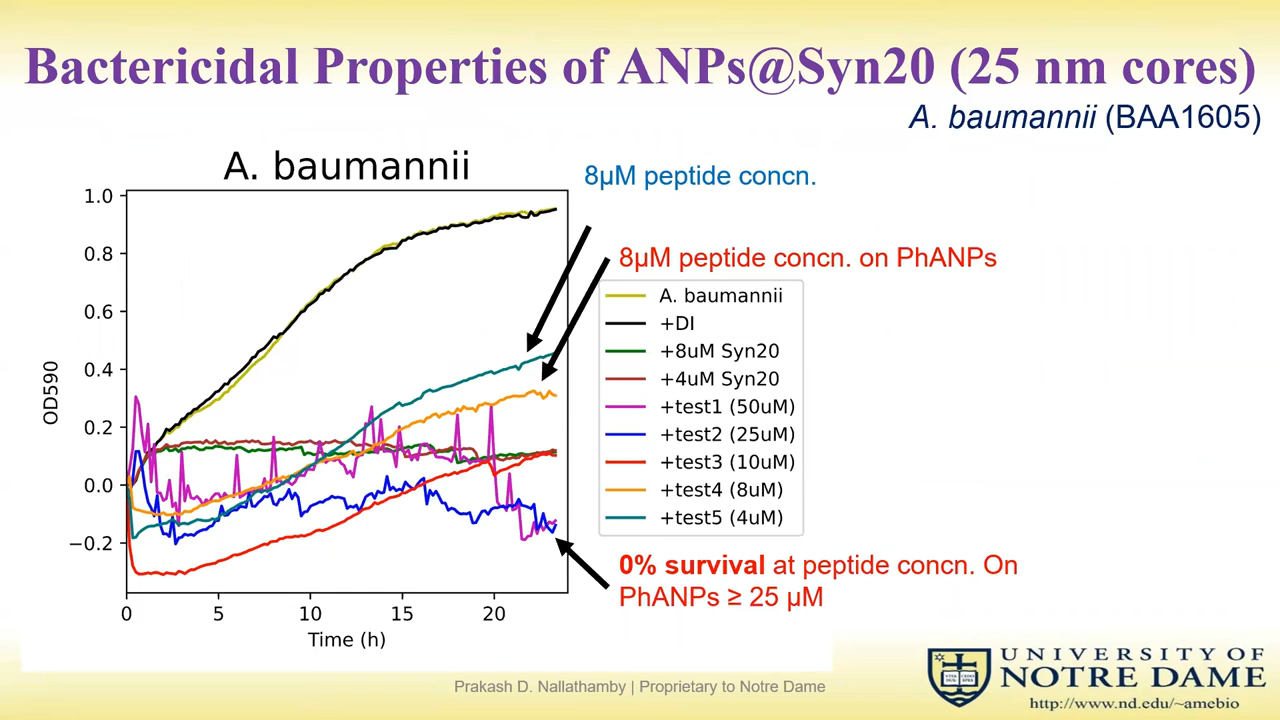 Bactericidal Properties of ANPs@Syn20 (25 nm cores)
A. baumannii (BAA1605)
A. baumannii
8µM peptide concn.
8µM peptide concn. on PhANPs
1.0
0.8
0.6
0.4
0.2
0.0
−0.2
OD590
0
5
10
15
20
Time (h)
A. baumannii
+DI
+8uM Syn20
+4uM Syn20
+test1 (50uM)
+test2 (25uM)
+test3 (10uM)
+test4 (8uM)
+test5 (4uM)
0% survival at peptide concn. On
PhANPs ≥ 25 µM
Prakash D. Nallathamby | Proprietary to Notre Dame
UNIVERSITY OF
NOTRE DAME
http://www.nd.edu/~amebio